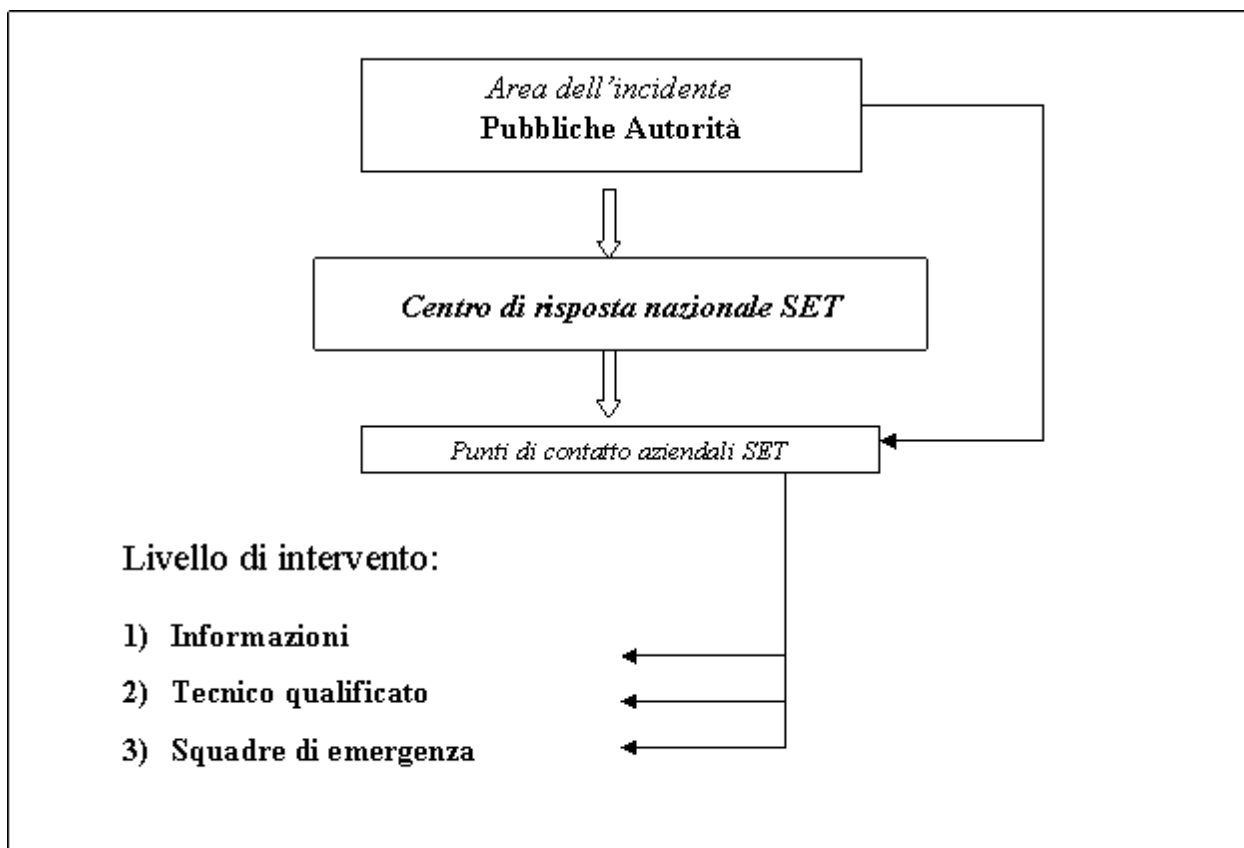 Area dell'incidente
Pubbliche Autorità
Centro di risposta nazionale SET
Punti di contatto aziendali SET
Livello di intervento:
1) Informazioni
2) Tecnico qualificato
3) Squadre di emergenza